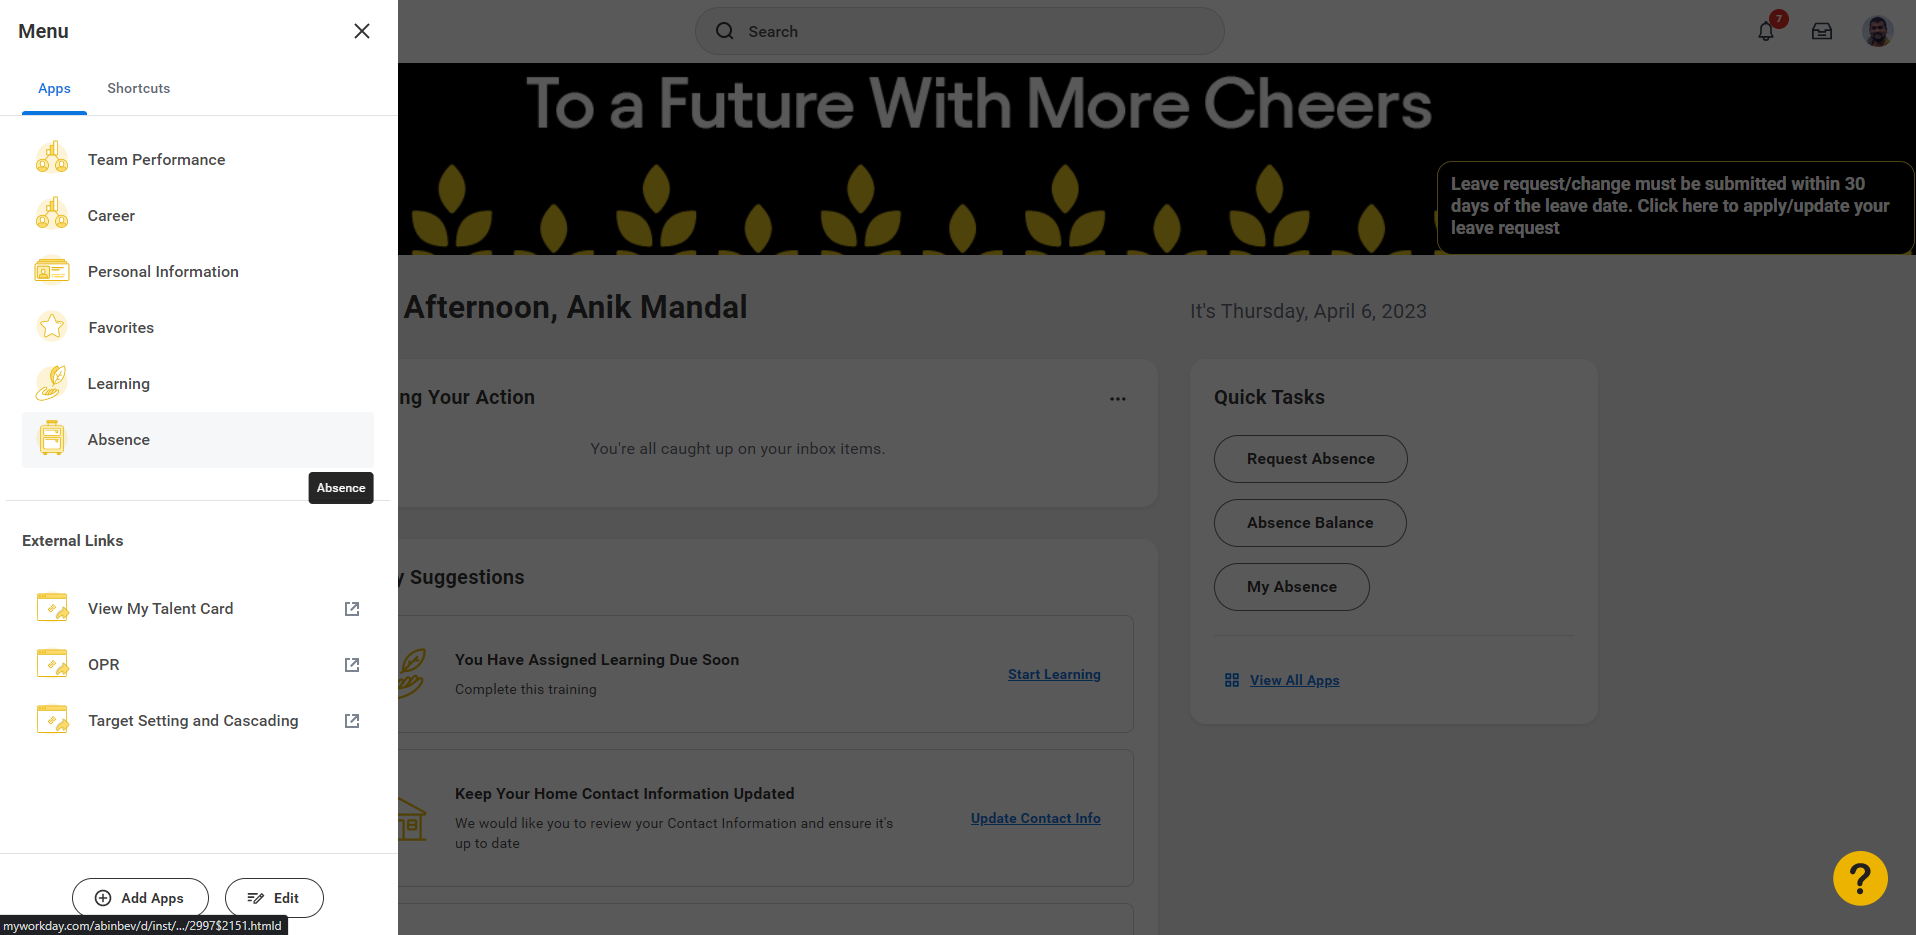 Menu
Apps
Shortcuts
Team Performance
Career
Personal Information
Favorites
Learning
Absence
Absence
External Links
View My Talent Card
OPR
Target Setting and Cascading
Add Apps
Edit
myworkday.com/abinbev/d/inst/.../2997$2151.htmld
Search
7
To a Future With More Cheers
Leave request/change must be submitted within 30
days of the leave date. Click here to apply/update your
leave request
Afternoon, Anik Mandal
It's Thursday, April 6, 2023
ng Your Action
You're all caught up on your inbox items.
y Suggestions
You Have Assigned Learning Due Soon
Complete this training
Start Learning
Keep Your Home Contact Information Updated
We would like you to review your Contact Information and ensure it's
up to date
Update Contact Info
Quick Tasks
Request Absence
Absence Balance
My Absence
View All Apps
?